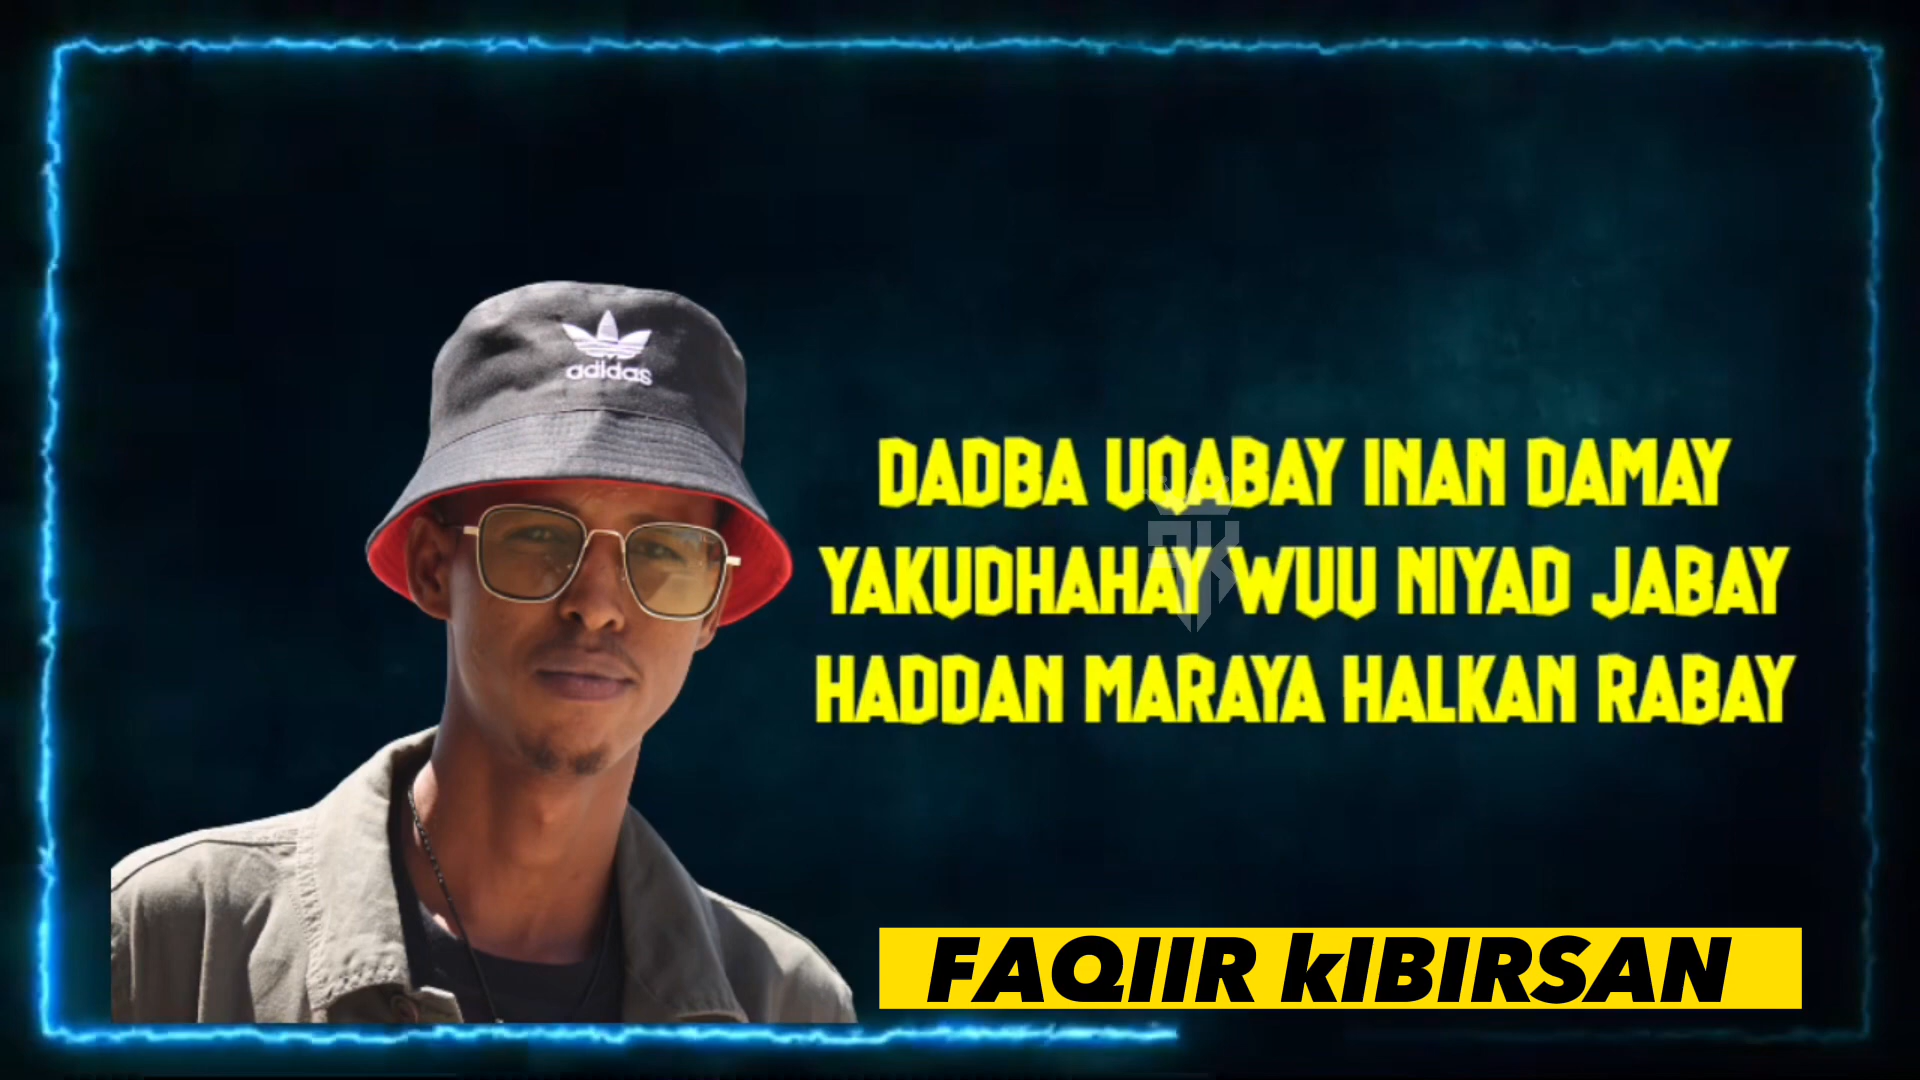 adidas
DADBA UQABAY INAN DAMAY
YAKUDHAHAY WUU NIYAD JABAY
HADDAN MARAYA HALKAN RABAY
FAQIIR kIBIRSAN